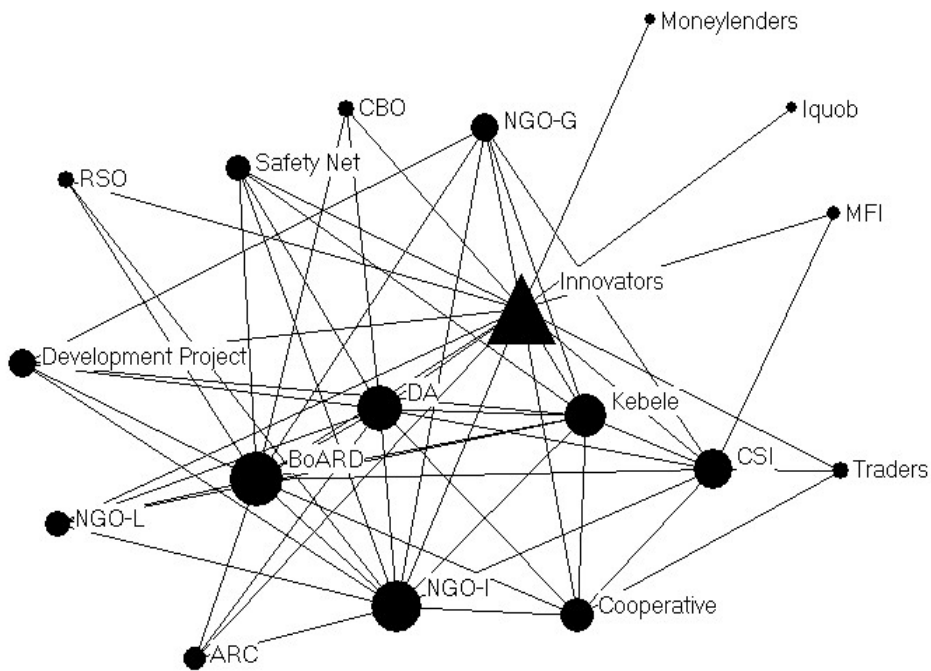 Moneylenders
CBO
Iquob
NGO-G
Safety Net
RSO
MFI
Innovators
Development Project
DA
Kebele
BoARD
CSI
Traders
NGO-L
NGO-I
Cooperative
ARC